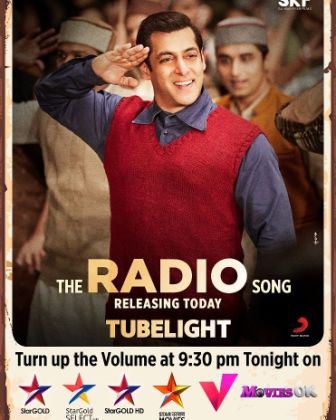 SKF
THE RADIO SONG
RELEASING TODAY
TUBELIGHT
Turn up the Volume at 9:30 pm Tonight on
StarGOLD
StarGold
SELECT
StarGOLD HD
MOVIES
V
MOViES OK